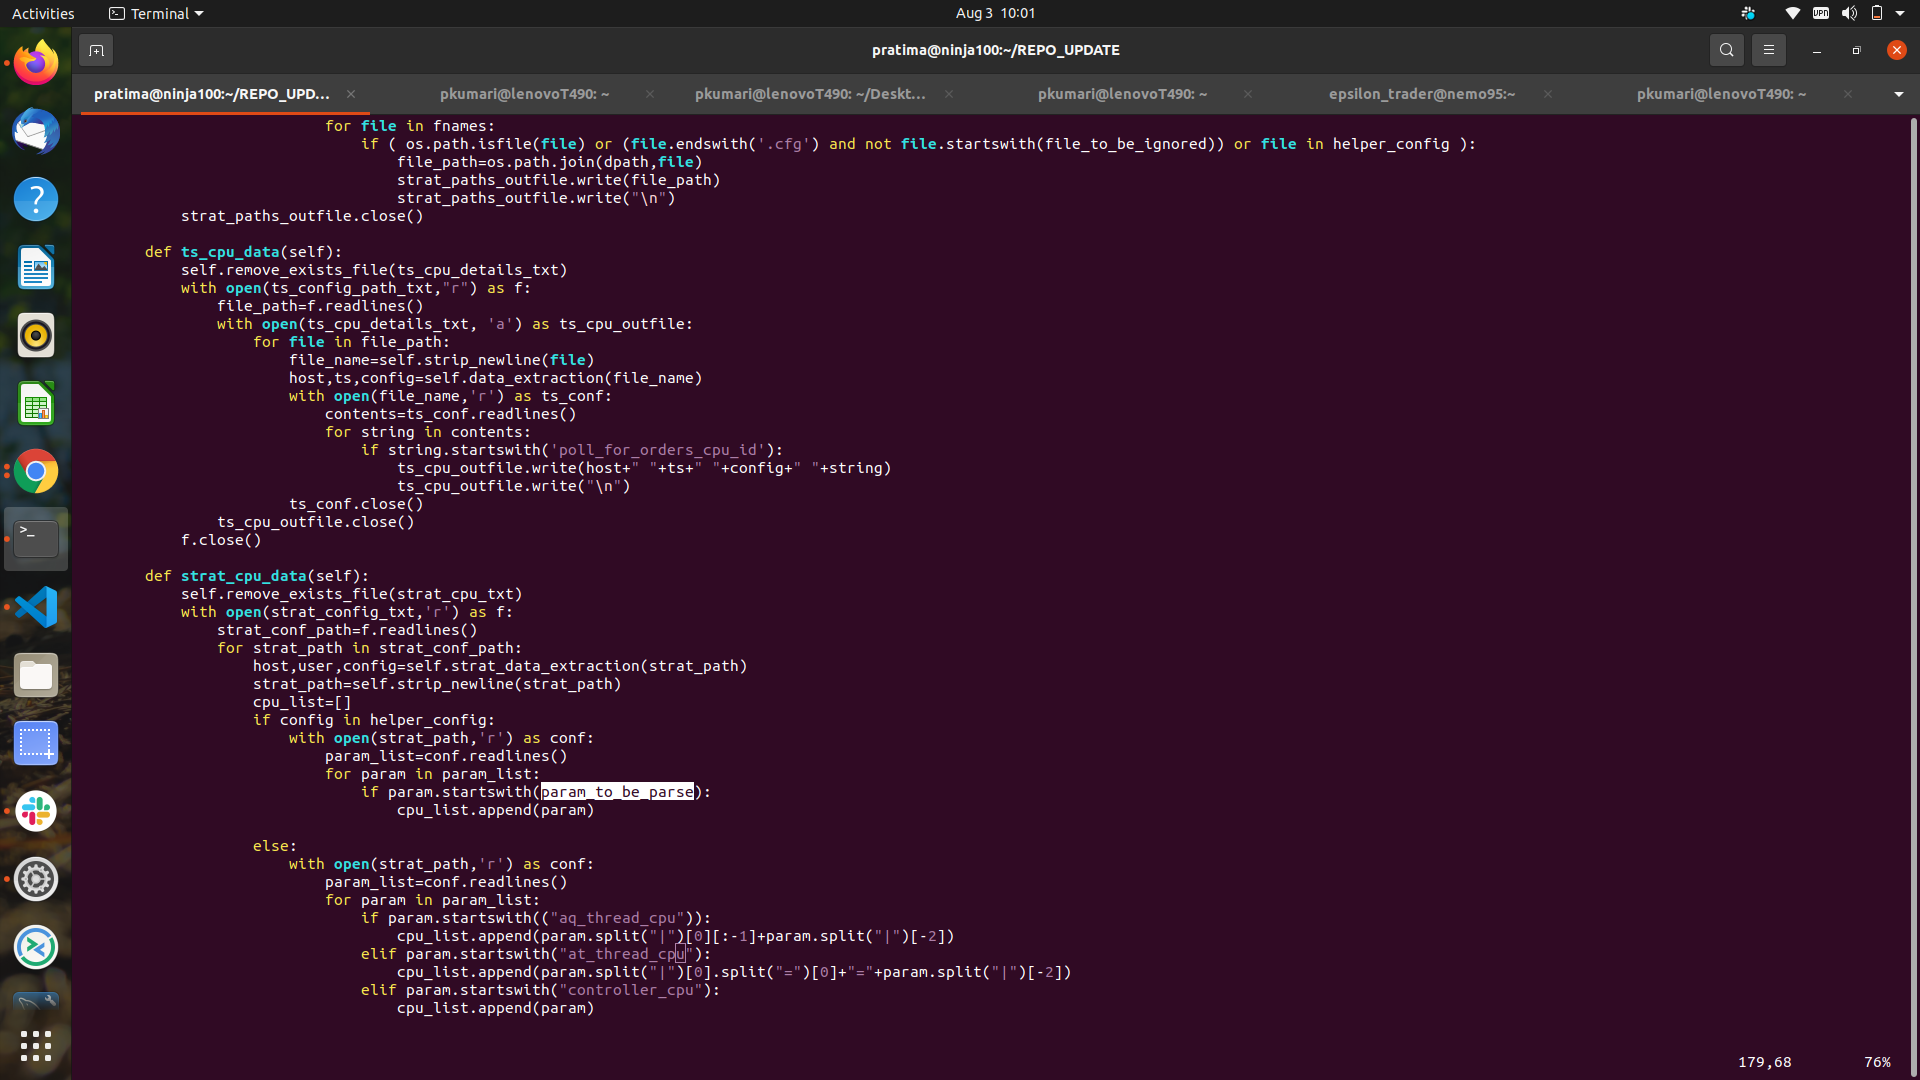 Activities
Terminal
Aug 3 10:01
VPN
pratima@ninja100:~/REPO_UPDATE
pratima@ninja100:~/REPO_UPD...
pkumari@lenovoT490: ~
pkumari@lenovoT490: ~/Deskt...
pkumari@lenovoT490: ~
epsilon_trader@nemo95:~
pkumari@lenovoT490: ~
for file in fnames:
if ( os.path.isfile(file) or (file.endswith('.cfg') and not file.startswith(file_to_be_ignored)) or file in helper_config ):
file_path=os.path.join(dpath,file)
strat_paths_outfile.write(file_path)
strat_paths_outfile.write("\n")
strat_paths_outfile.close()
def ts_cpu_data(self):
self.remove_exists_file(ts_cpu_details_txt)
with open(ts_config_path_txt,"r") as f:
file_path=f.readlines()
with open(ts_cpu_details_txt, 'a') as ts_cpu_outfile:
for file in file_path:
file_name=self.strip_newline(file)
host,ts,config=self.data_extraction(file_name)
with open(file_name,'r') as ts_conf:
contents=ts_conf.readlines()
for string in contents:
if string.startswith('poll_for_orders_cpu_id'):
ts_cpu_outfile.write(host+" "+ts+" "+config+" "+string)
ts_cpu_outfile.write("\n")
ts_conf.close()
ts_cpu_outfile.close()
f.close()
def strat_cpu_data(self):
self.remove_exists_file(strat_cpu_txt)
with open(strat_config_txt,'r') as f:
strat_conf_path=f.readlines()
for strat_path in strat_conf_path:
host,user,config=self.strat_data_extraction(strat_path)
strat_path=self.strip_newline(strat_path)
cpu_list=[]
if config in helper_config:
with open(strat_path,'r') as conf:
param_list=conf.readlines()
for param in param_list:
if param.startswith(param_to_be_parse):
cpu_list.append(param)
else:
with open(strat_path,'r') as conf:
param_list=conf.readlines()
for param in param_list:
if param.startswith(("aq_thread_cpu")):
cpu_list.append(param.split("|")[0][:-1]+param.split("|")[-2])
elif param.startswith("at_thread_cpu"):
cpu_list.append(param.split("|")[0].split("=")[0]+"="+param.split("|")[-2])
elif param.startswith("controller_cpu"):
cpu_list.append(param)
179,68
76%